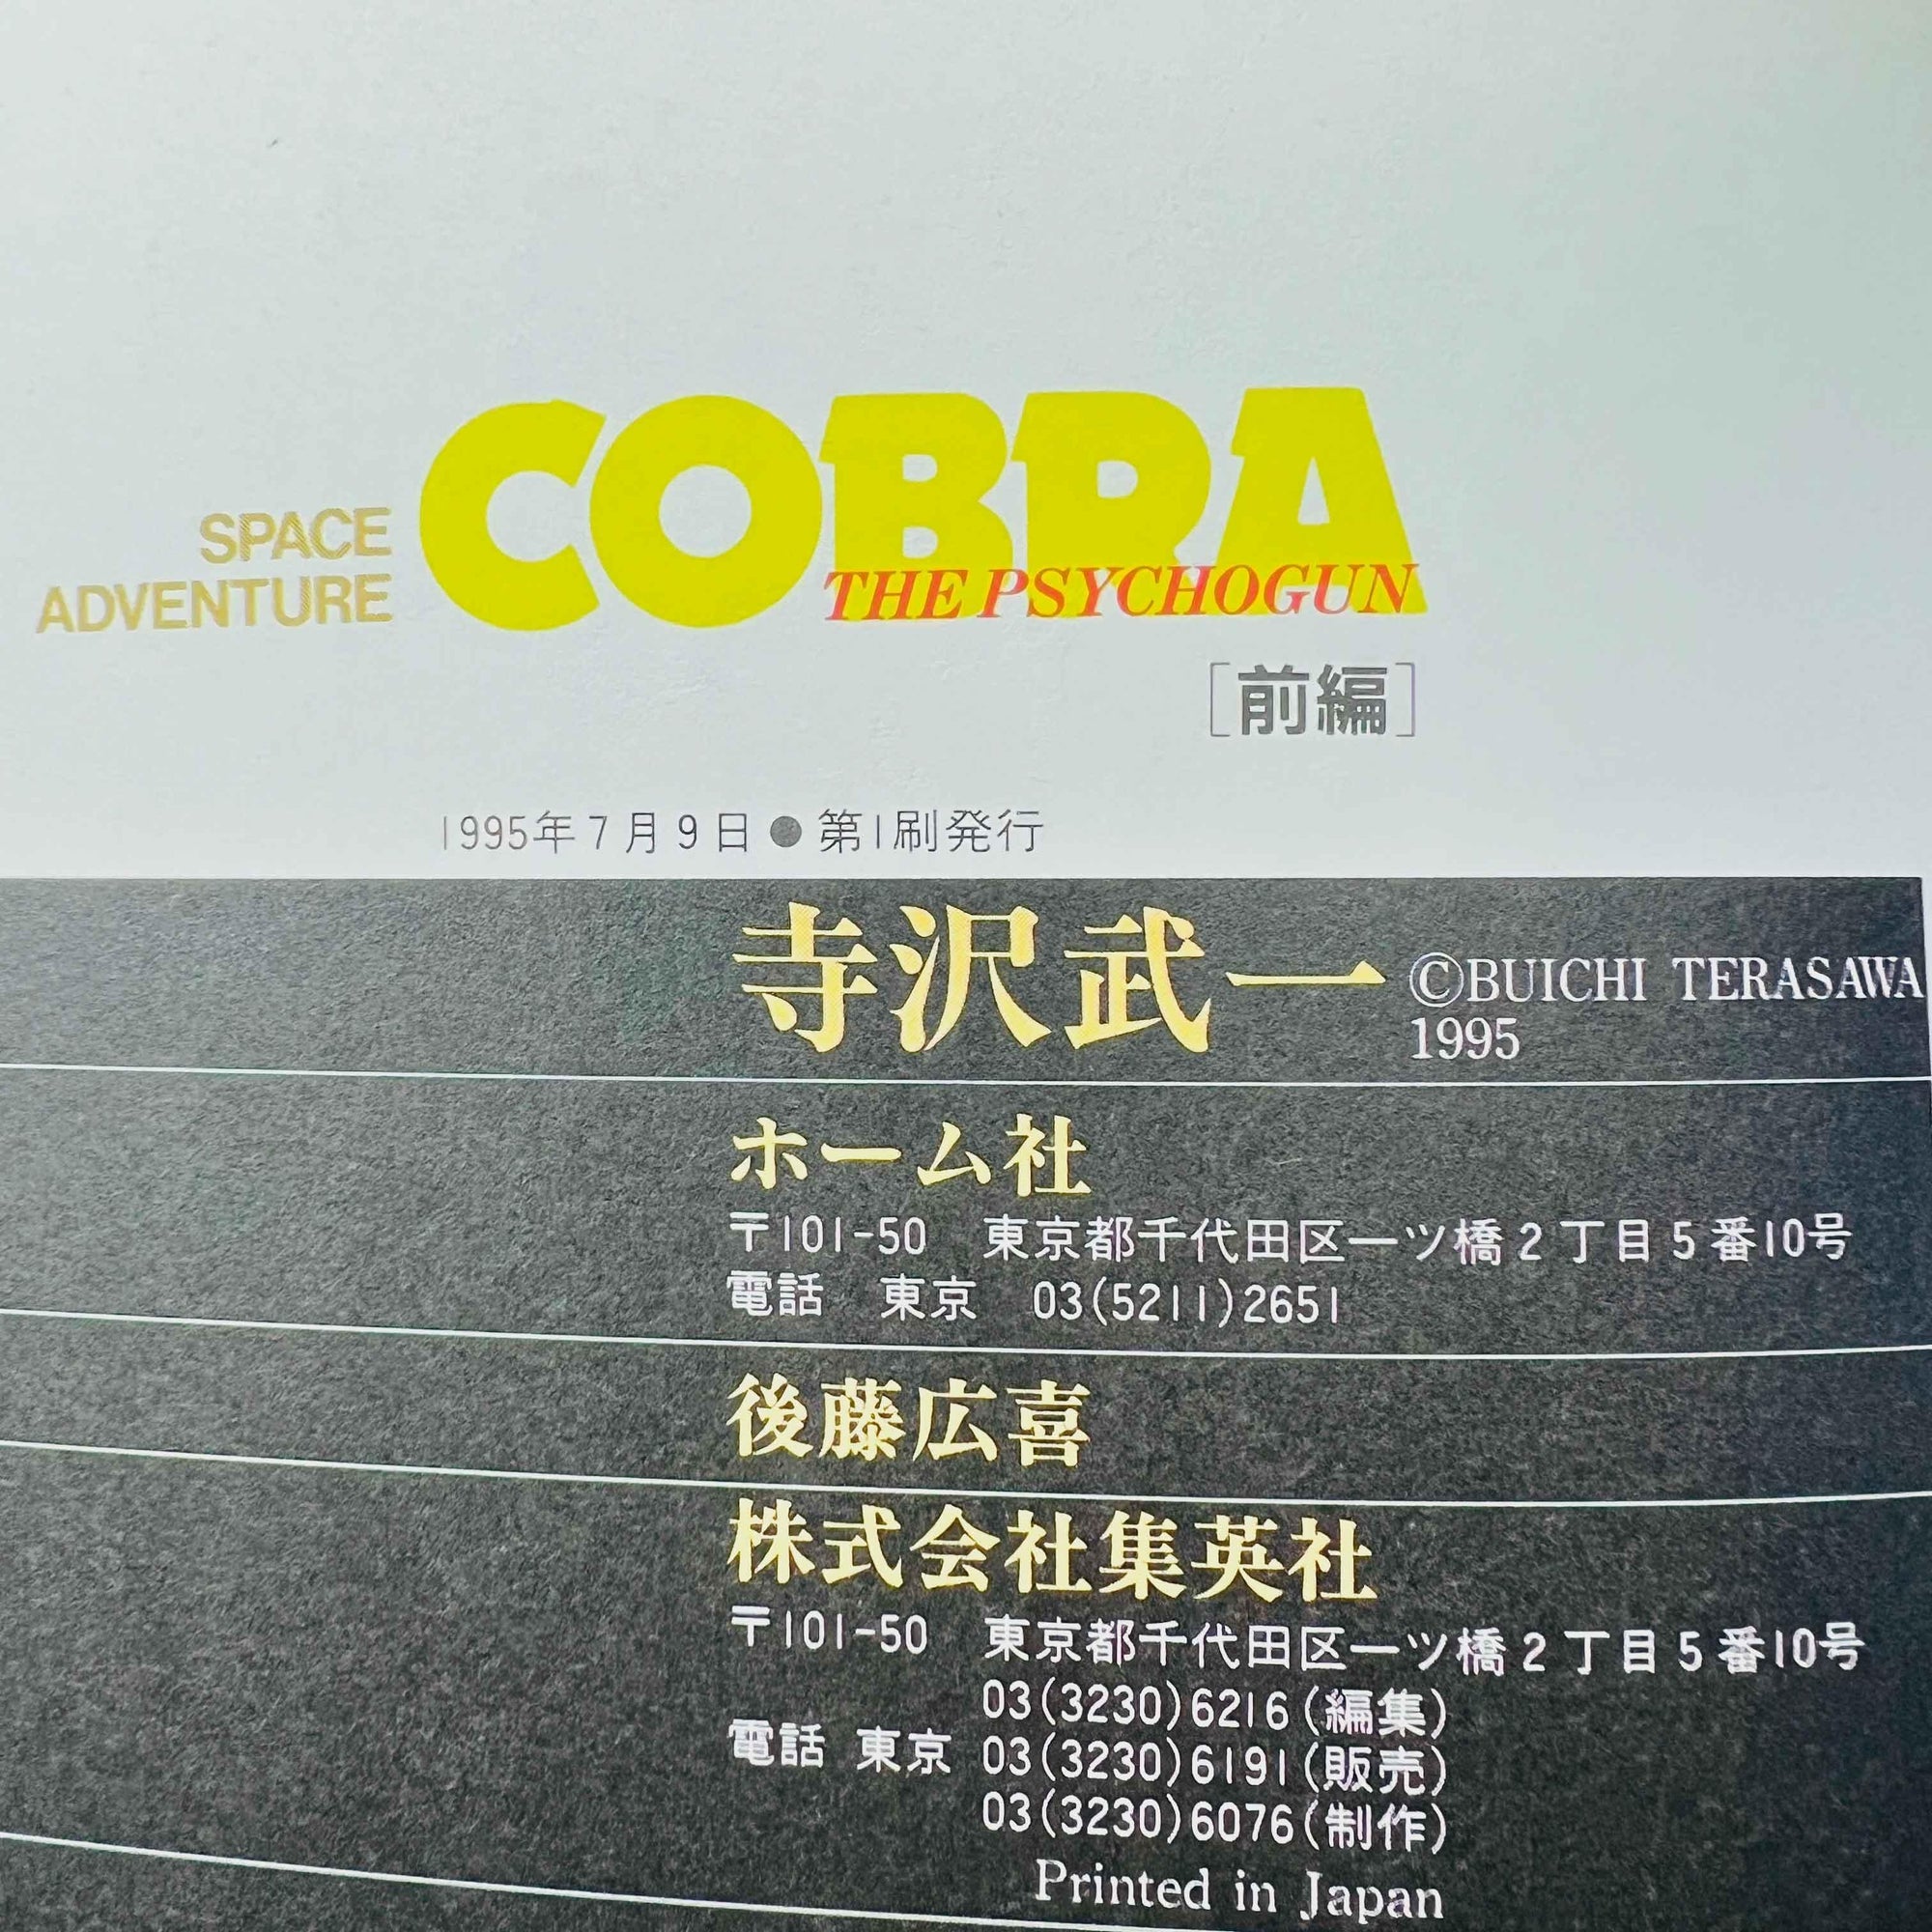 SPACE
ADVENTURE
COBRA
THE PSYCHOGUN
[前編]
1995年7月9日●第1刷発行
寺沢武一 ©BUICHI TERASAWA
1995
ホーム社
〒101-50 東京都千代田区一ツ橋2丁目5番10号
電話 東京 03(5211)2651
後藤広喜
株式会社集英社
〒101-50 東京都千代田区一ツ橋2丁目5番10号
03(3230)6216(編集)
電話 東京 03(3230)6191(販売)
03(3230)6076(制作)
Printed in Japan